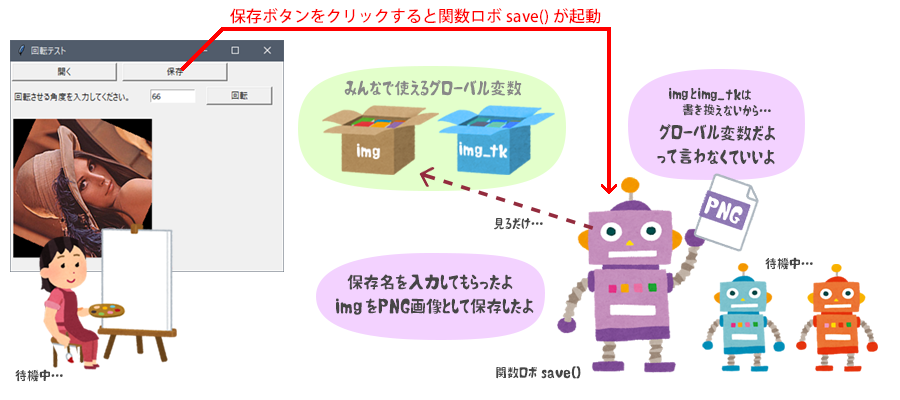 保存ボタンをクリックすると関数ロボ save() が起動
回転テスト
開く
保存
回転させる角度を入力してください。
66
回転
みんなで使えるグローバル変数
img
img_tk
imgとimg_tkは
書き換えないから…
グローバル変数だよ
って言わなくていいよ
PNG
見るだけ…
保存名を入力してもらったよ
imgをPNG画像として保存したよ
待機中…
待機中…
関数ロボ save()